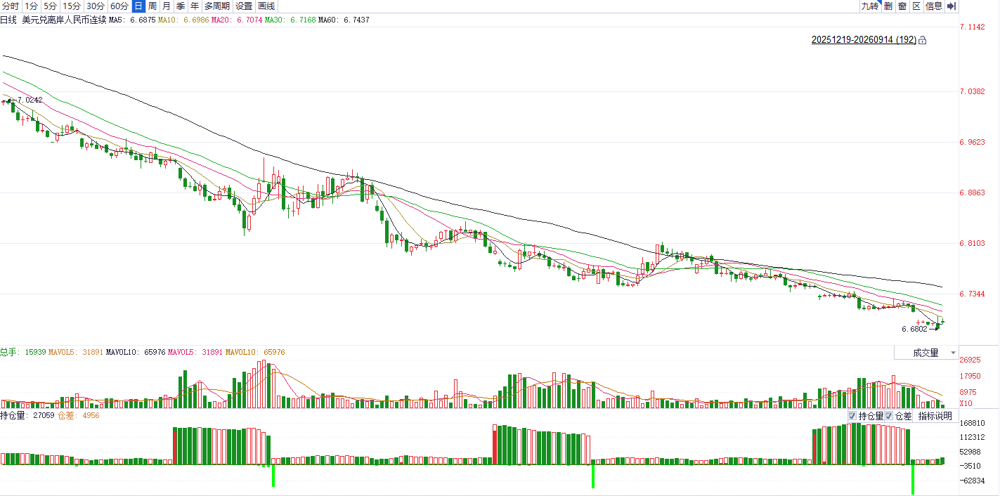 分时 1分 5分 15分 30分 60分 日 周 月 季 年 多周期 设置 画线 九转 删 窗 区 信息
日线 美元兑离岸人民币连续 MA5: 6.6875 MA10: 6.6986 MA20: 6.7074 MA30: 6.7168 MA60: 6.7437
7.1142
20251219-20260914 (192)
7.0382
7.0242
6.9623
6.8863
6.8103
6.7344
6.6802
总手: 15939 MAVOL5: 31891 MAVOL10: 65976 MAVOL5: 31891 MAVOL10: 65976
成交量
26925
17950
8975
X10
持仓量: 27059 仓差: 4956
持仓量 仓差 指标说明
168810
112312
52988
-3510
-62834